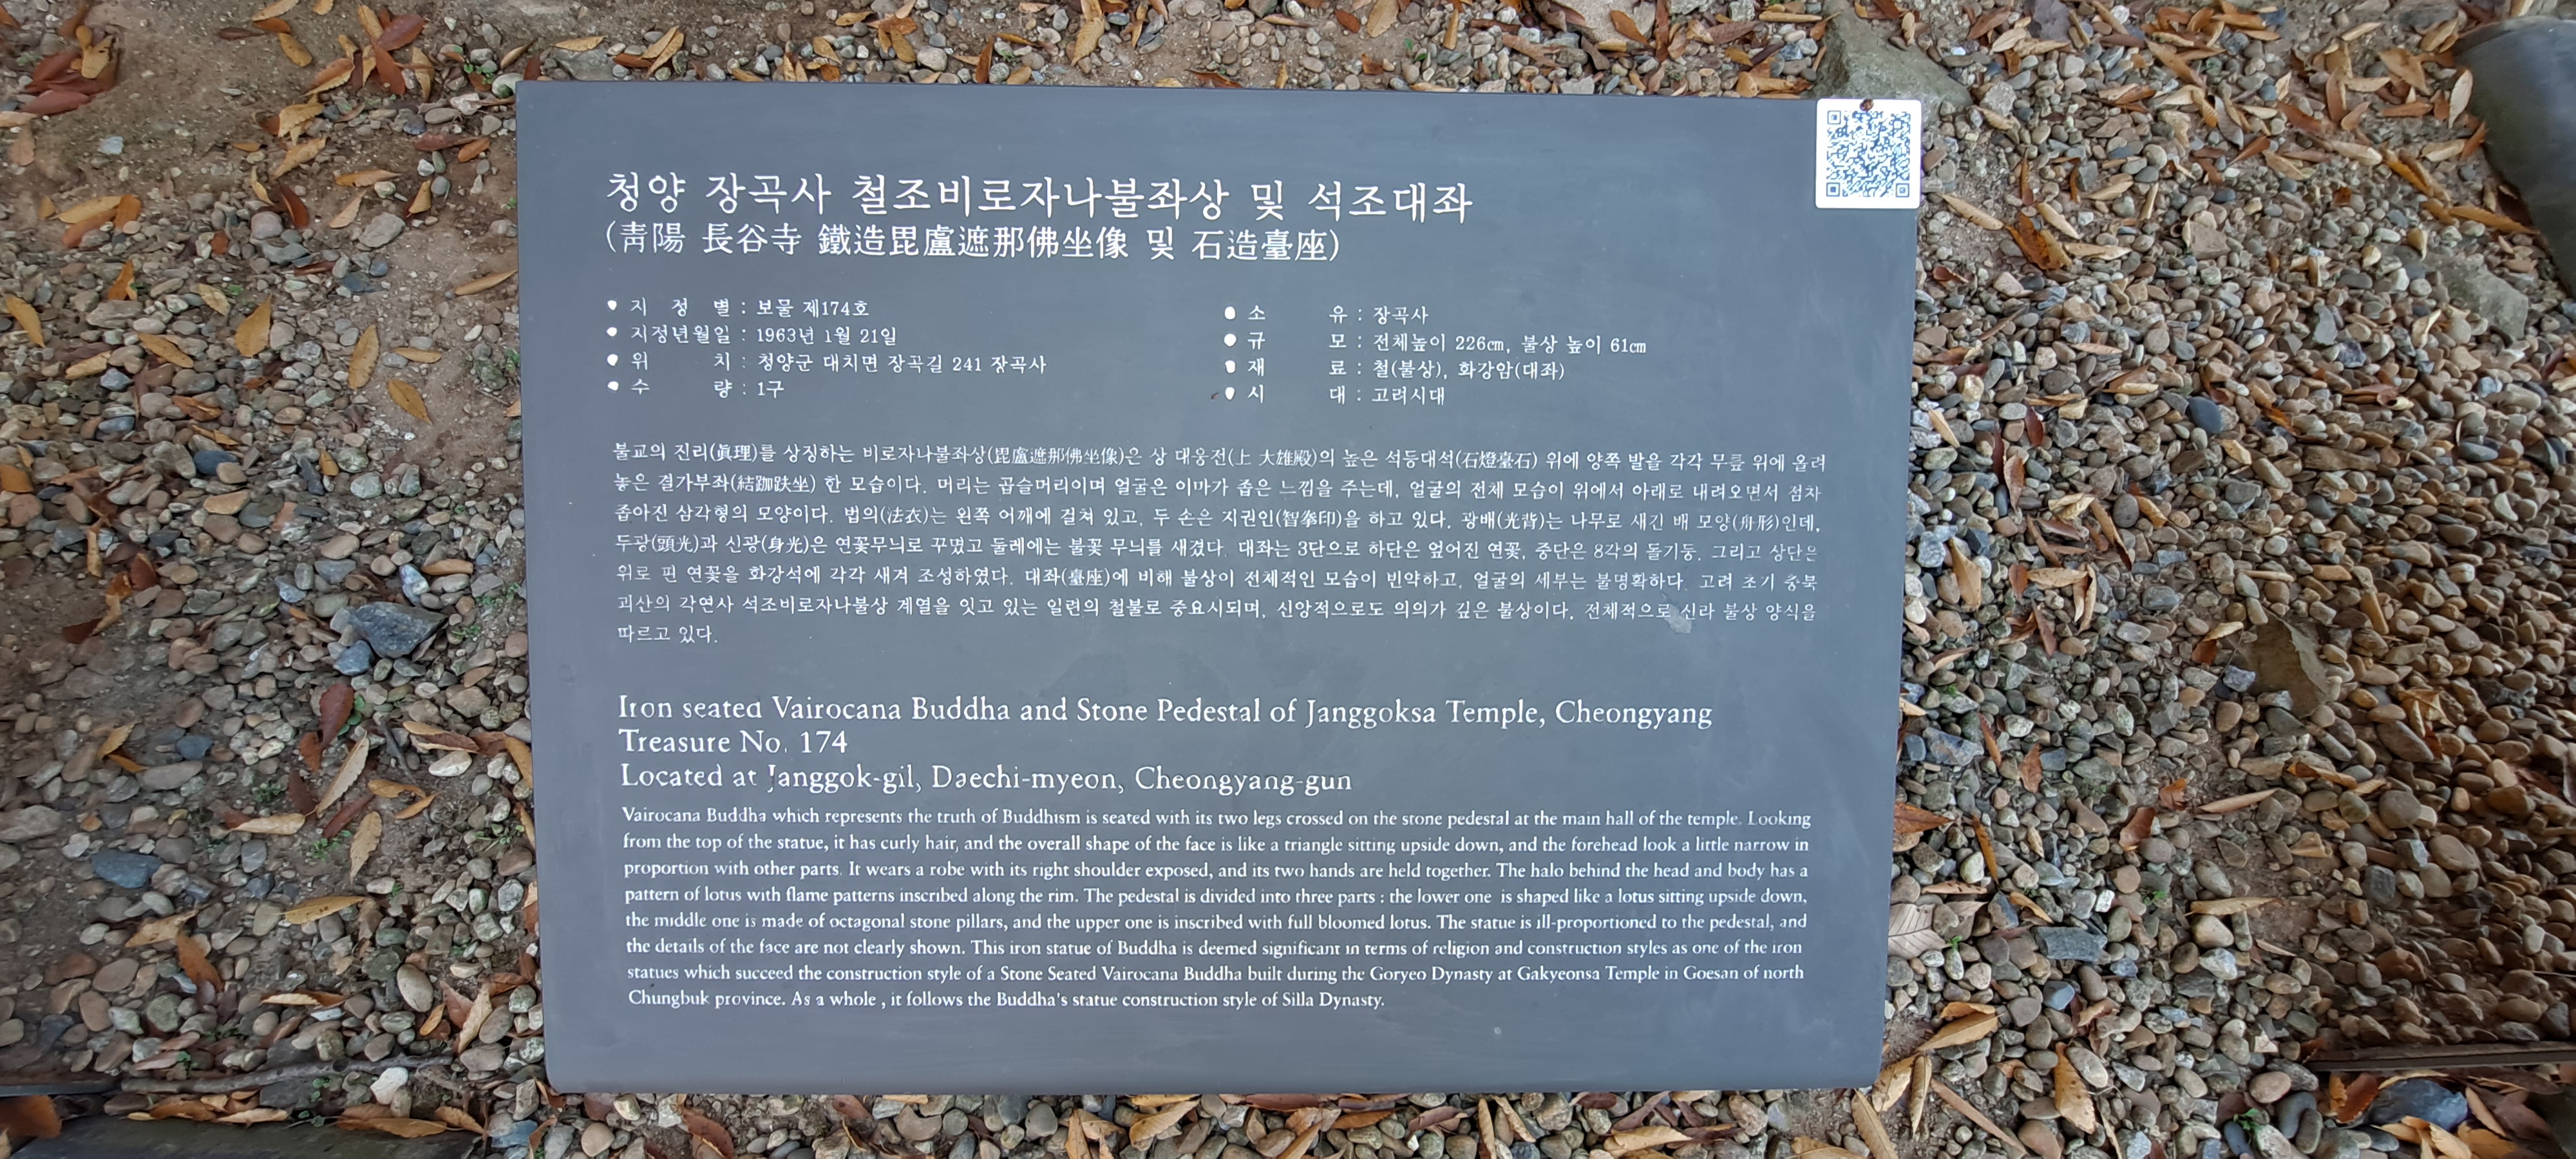 청양 장곡사 철조비로자나불좌상 및 석조대좌
(靑陽 長谷寺 鐵造毘盧遮那佛坐像 및 石造臺座)
지 정 별 : 보물 제174호
지정년월일 : 1963년 1월 21일
위 치 : 청양군 대치면 장곡길 241 장곡사
수 량 : 1구
소 유 : 장곡사
규 모 : 전체높이 226㎝, 불상 높이 61㎝
재 료 : 철(불상), 화강암(대좌)
시 대 : 고려시대
불교의 진리(眞理)를 상징하는 비로자나불좌상(毘盧遮那佛坐像)은 상 대웅전(上 大雄殿)의 높은 석등대석(石燈臺石) 위에 양쪽 발을 각각 무릎 위에 올려
놓은 결가부좌(結跏趺坐) 한 모습이다. 머리는 곱슬머리이며 얼굴은 이마가 좁은 느낌을 주는데, 얼굴의 전체 모습이 위에서 아래로 내려오면서 점차
좁아진 삼각형의 모양이다. 법의(法衣)는 왼쪽 어깨에 걸쳐 있고, 두 손은 지권인(智拳印)을 하고 있다. 광배(光背)는 나무로 새긴 배 모양(舟形)인데,
두광(頭光)과 신광(身光)은 연꽃무늬로 꾸몄고 둘레에는 불꽃 무늬를 새겼다. 대좌는 3단으로 하단은 엎어진 연꽃, 중단은 8각의 돌기둥. 그리고 상단은
위로 핀 연꽃을 화강석에 각각 새겨 조성하였다. 대좌(臺座)에 비해 불상이 전체적인 모습이 빈약하고, 얼굴의 세부는 불명확하다. 고려 초기 충북
괴산의 각연사 석조비로자나불상 계열을 잇고 있는 일련의 철불로 중요시되며, 신앙적으로도 의의가 깊은 불상이다. 전체적으로 신라 불상 양식을
따르고 있다.
Iron seated Vairocana Buddha and Stone Pedestal of Janggoksa Temple, Cheongyang
Treasure No. 174
Located at Janggok-gil, Daechi-myeon, Cheongyang-gun
Vairocana Buddha which represents the truth of Buddhism is seated with its two legs crossed on the stone pedestal at the main hall of the temple. Looking
from the top of the statue, it has curly hair, and the overall shape of the face is like a triangle sitting upside down, and the forehead look a little narrow in
proportion with other parts. It wears a robe with its right shoulder exposed, and its two hands are held together. The halo behind the head and body has a
pattern of lotus with flame patterns inscribed along the rim. The pedestal is divided into three parts : the lower one is shaped like a lotus sitting upside down,
the middle one is made of octagonal stone pillars, and the upper one is inscribed with full bloomed lotus. The statue is ill-proportioned to the pedestal, and
the details of the face are not clearly shown. This iron statue of Buddha is deemed significant in terms of religion and construction styles as one of the iron
statues which succeed the construction style of a Stone Seated Vairocana Buddha built during the Goryeo Dynasty at Gakyeonsa Temple in Goesan of north
Chungbuk province. As a whole , it follows the Buddha's statue construction style of Silla Dynasty.